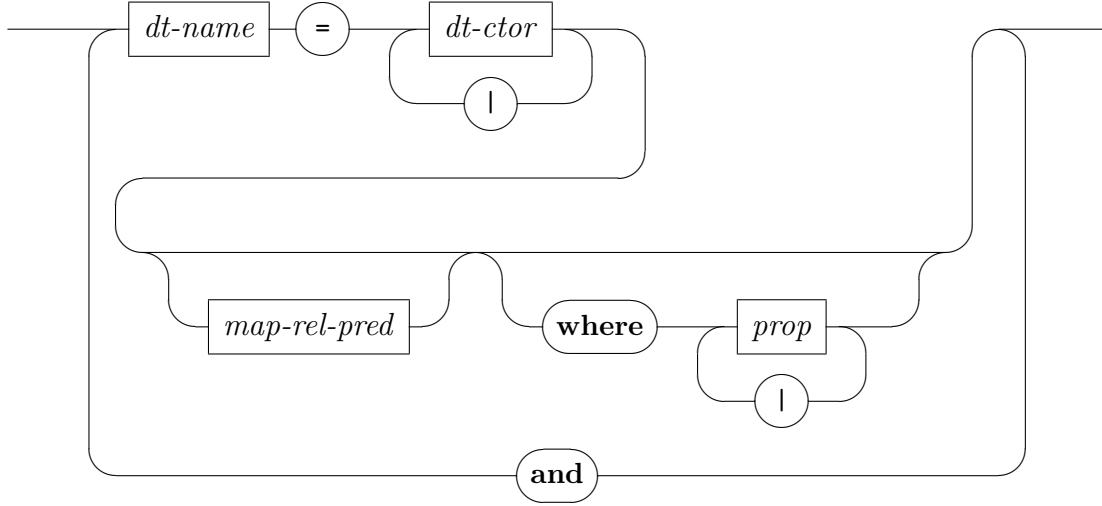 dt-name = dt-ctor
|
map-rel-pred where prop
|
and